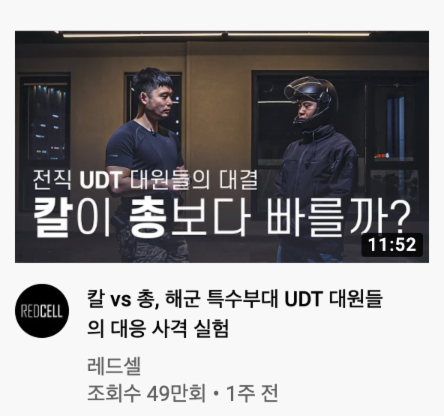 전직 UDT 대원들의 대결
칼이 총보다 빠를까?
11:52
REDCELL
칼 vs 총, 해군 특수부대 UDT 대원들
의 대응 사격 실험
레드셀
조회수 49만회 • 1주 전